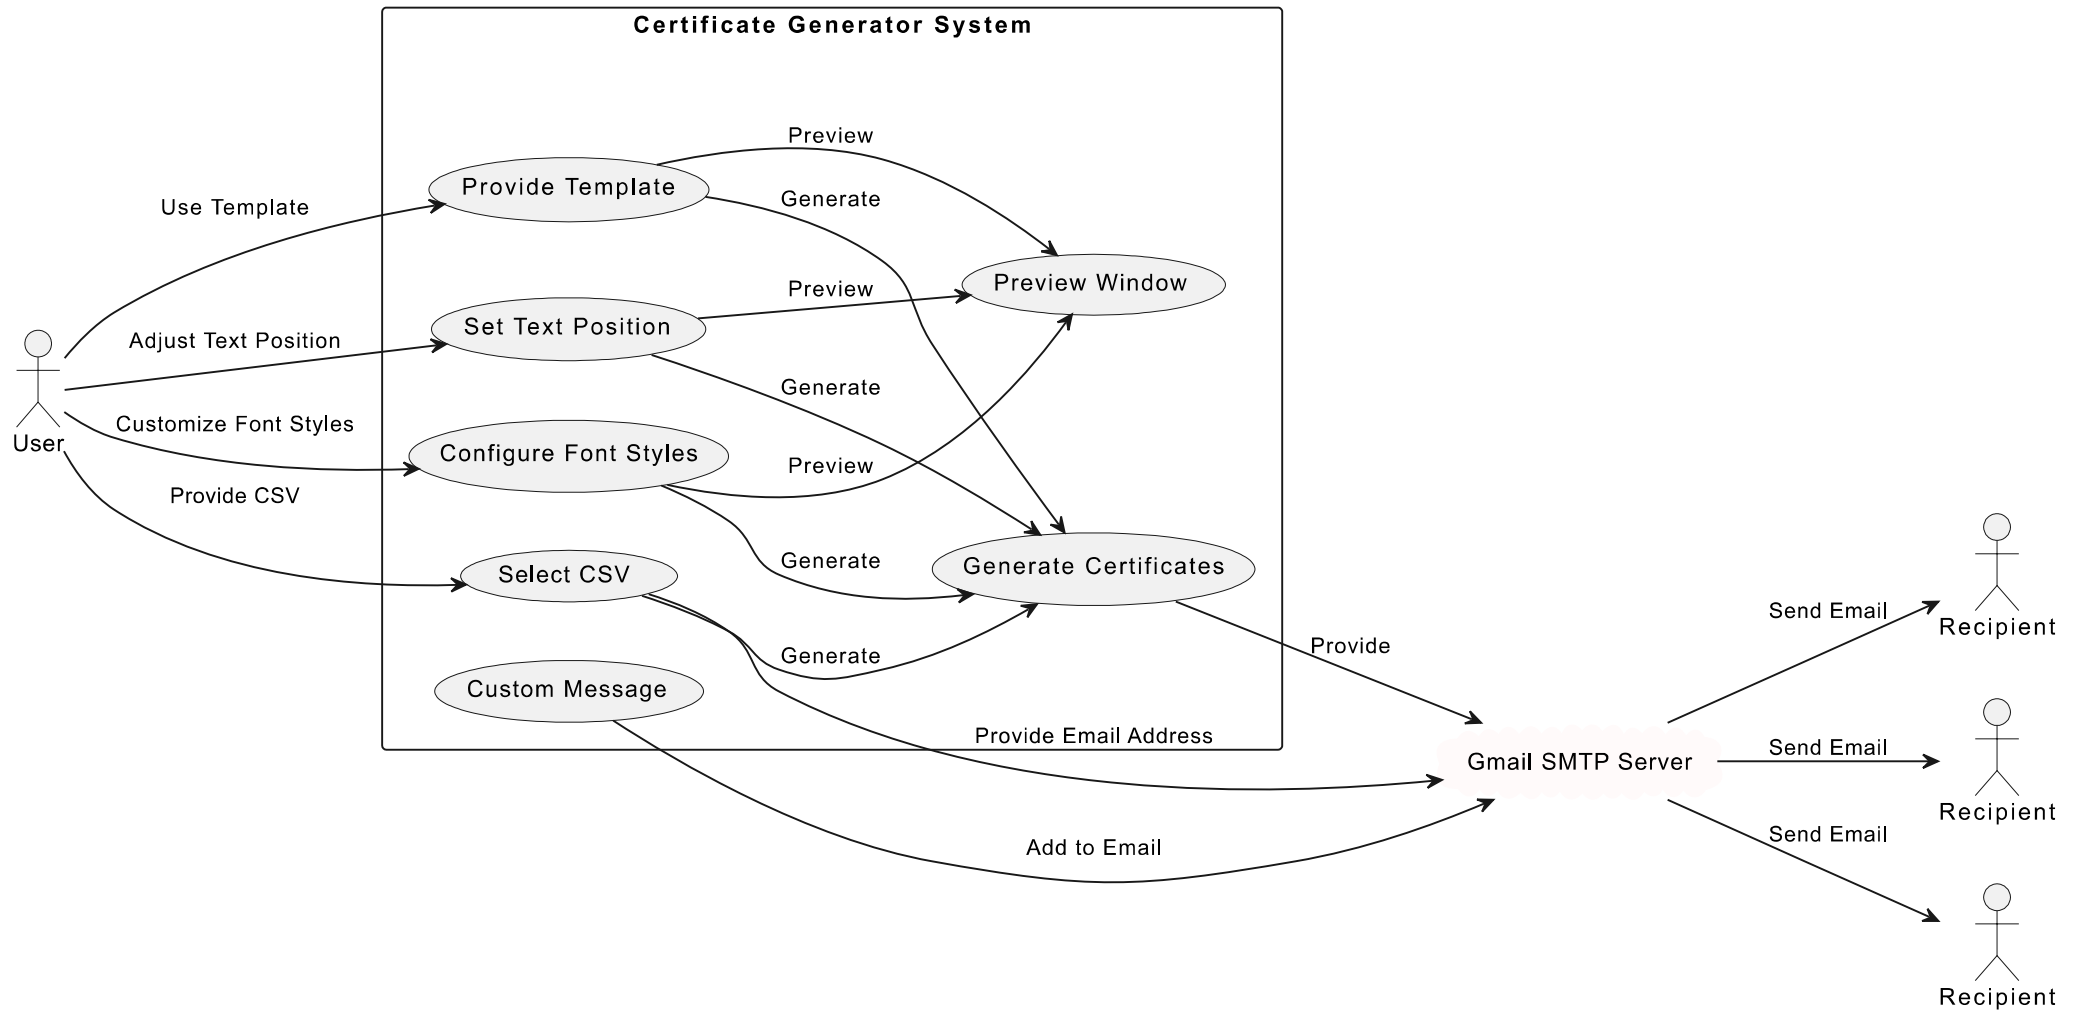 Certificate Generator System
Preview
Provide Template
Generate
Use Template
Preview Window
Preview
Set Text Position
Adjust Text Position
Generate
Customize Font Styles
User
Configure Font Styles
Preview
Provide CSV
Generate
Generate Certificates
Select CSV
Send Email
Recipient
Provide
Generate
Custom Message
Provide Email Address
Send Email
Gmail SMTP Server
Recipient
Send Email
Add to Email
Recipient